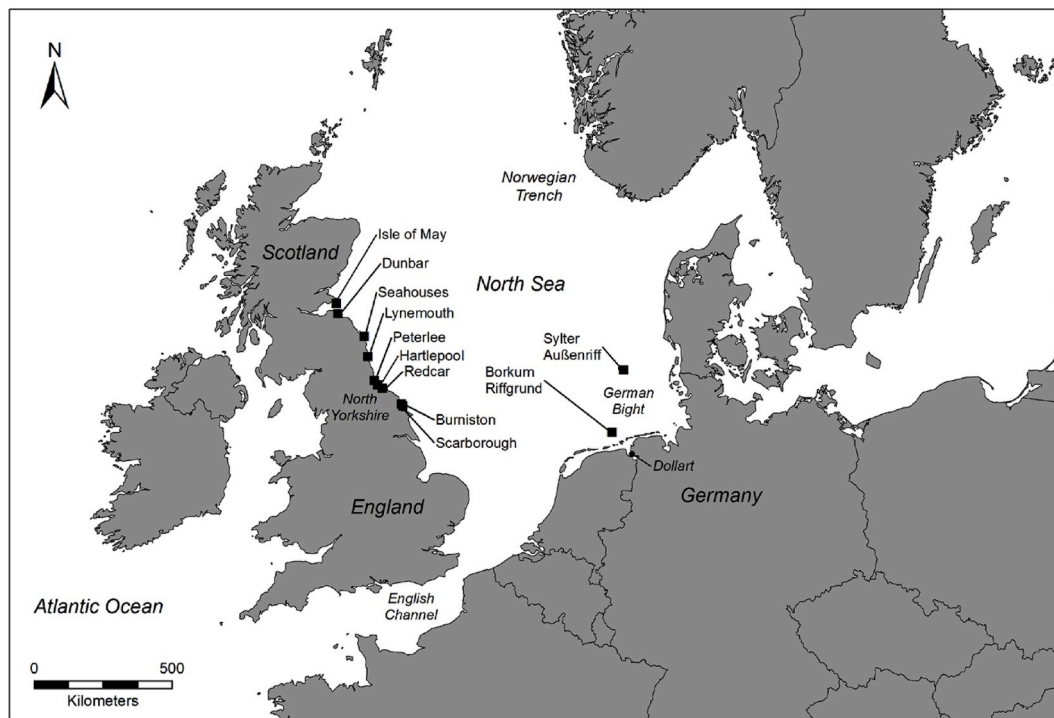 N
Norwegian
Trench
Isle of May
Scotland
Dunbar
North Sea
Seahouses
Lynemouth
Peterlee
Hartlepool
Redcar
North
Yorkshire
Burniston
Scarborough
Sylter
Außenriff
Borkum
Riffgrund
German
Bight
Dollart
England
Germany
English
Channel
Atlantic Ocean
0 500
Kilometers